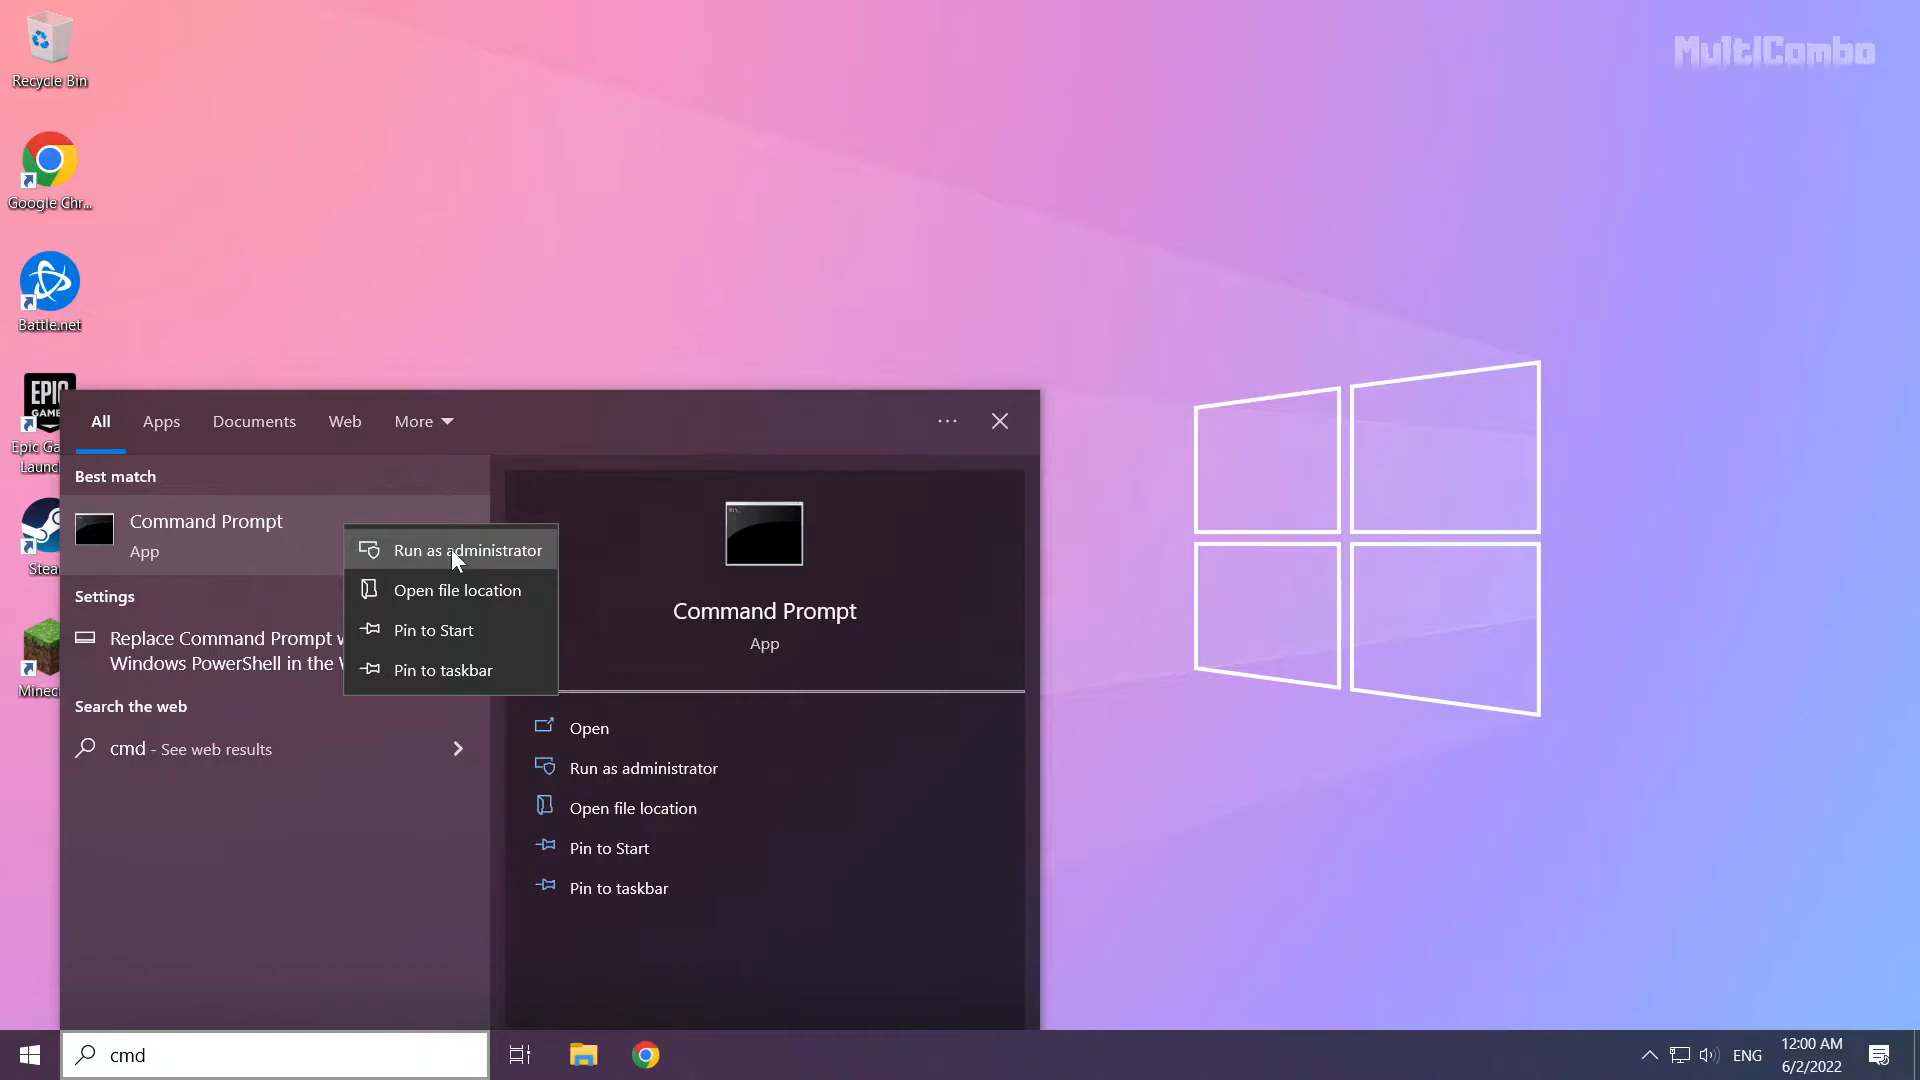 MultiCombo
Recycle Bin
Google Chr...
Battle.net
EPIC
GAM
Epic Ga
Launc
Stea
Minec
All
Apps
Documents
Web
More
Best match
Command Prompt
App
Settings
Replace Command Prompt w
Windows PowerShell in the W
Search the web
cmd - See web results
Run as administrator
Open file location
Pin to Start
Pin to taskbar
Command Prompt
App
Open
Run as administrator
Open file location
Pin to Start
Pin to taskbar
cmd
ENG
12:00 AM
6/2/2022